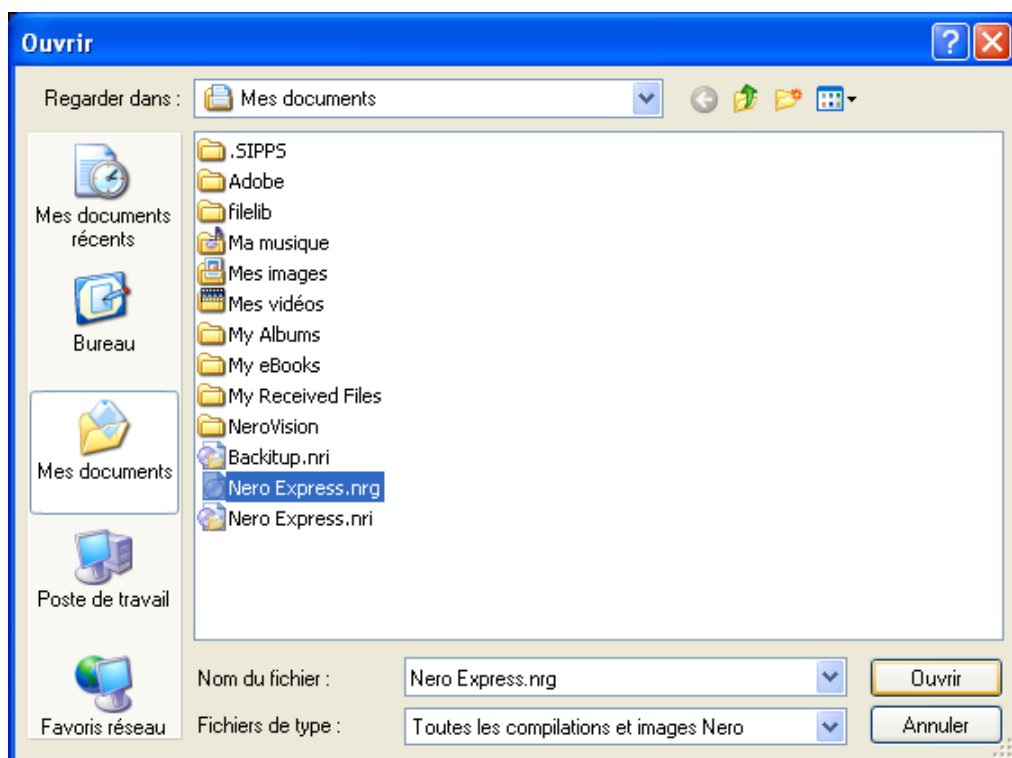 Ouvrir
Regarder dans :
Mes documents
Mes documents
récents
Bureau
Mes documents
Poste de travail
Favoris réseau
.SIPPS
Adobe
filelib
Ma musique
Mes images
Mes vidéos
My Albums
My eBooks
My Received Files
NeroVision
Backitup.nri
Nero Express.nrg
Nero Express.nri
Nom du fichier :
Nero Express.nrg
Ouvrir
Fichiers de type :
Toutes les compilations et images Nero
Annuler